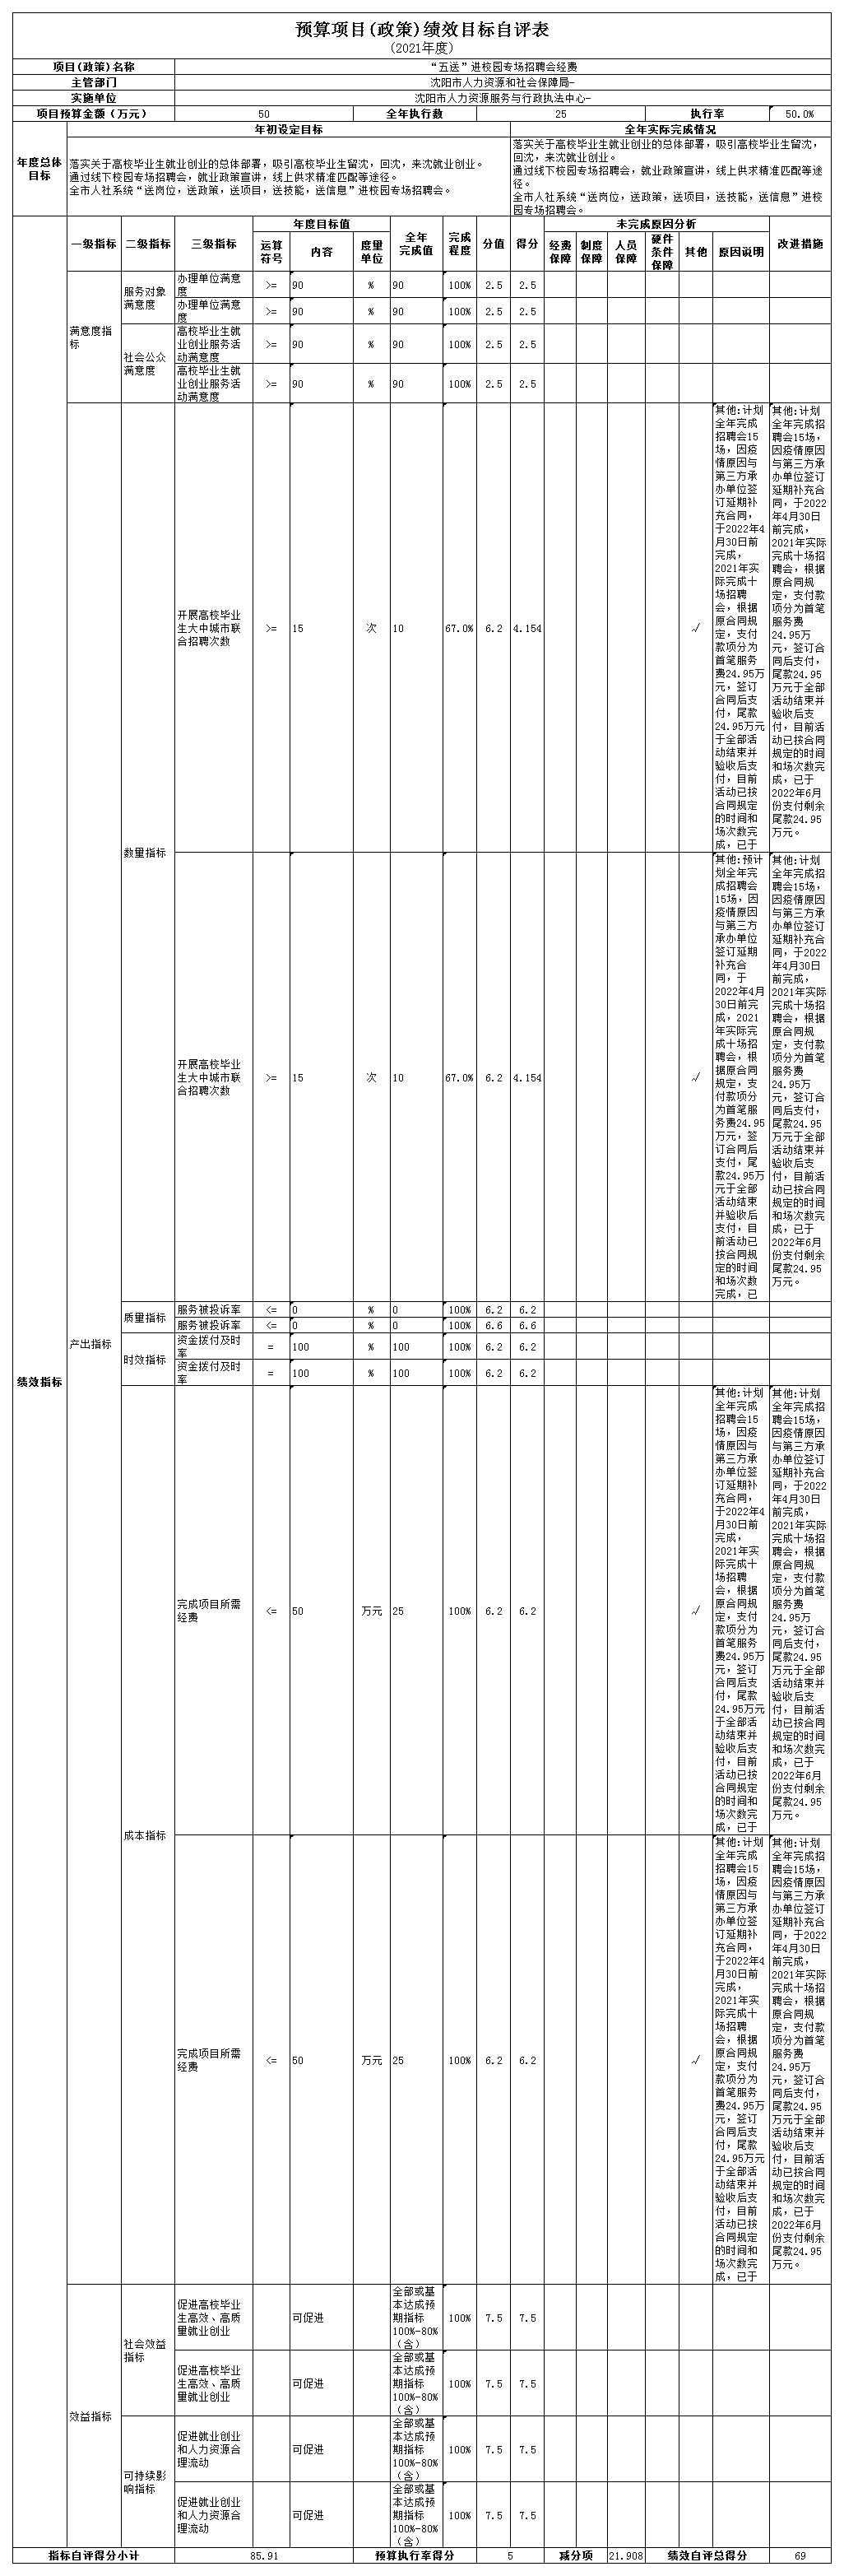 预算项目(政策)绩效目标自评表
(2021年度)
项目(政策)名称 “五送”进校园专场招聘会经费
主管部门 沈阳市人力资源和社会保障局-
实施单位 沈阳市人力资源服务与行政执法中心-
项目预算金额（万元） 50 全年执行数 25 执行率 50.0%
年度总体
目标
年初设定目标 全年实际完成情况
落实关于高校毕业生就业创业的总体部署，吸引高校毕业生留沈，回沈，来沈就业创业。
通过线下校园专场招聘会，就业政策宣讲，线上供求精准匹配等途径。
全市人社系统“送岗位，送政策，送项目，送技能，送信息”进校园专场招聘会。
落实关于高校毕业生就业创业的总体部署，吸引高校毕业生留沈，
回沈，来沈就业创业。
通过线下校园专场招聘会，就业政策宣讲，线上供求精准匹配等途
径。
全市人社系统“送岗位，送政策，送项目，送技能，送信息”进校
园专场招聘会。
绩效指标
一级指标 二级指标 三级指标 年度目标值 全年
完成值 完成
程度 分值 得分 未完成原因分析 改进措施
运算
符号 内容 度量
单位 经费
保障 制度
保障 人员
保障 硬件
条件
保障 其他 原因说明
满意度指
标
服务对象
满意度
办理单位满意
度 >= 90 % 90 100% 2.5 2.5
办理单位满意
度 >= 90 % 90 100% 2.5 2.5
社会公众
满意度
高校毕业生就
业创业服务活
动满意度 >= 90 % 90 100% 2.5 2.5
高校毕业生就
业创业服务活
动满意度 >= 90 % 90 100% 2.5 2.5
产出指标
数量指标
开展高校毕业
生大中城市联
合招聘次数 >= 15 次 10 67.0% 6.2 4.154 √
其他:计划
全年完成
招聘会15
场，因疫
情原因与
第三方承
办单位签
订延期补
充合同，
于2022年4
月30日前
完成，
2021年实
际完成十
场招聘
会，根据
原合同规
定，支付
款项分为
首笔服务
费24.95万
元，签订
合同后支
付，尾款
24.95万元
于全部活
动结束并
验收后支
付，目前
活动已按
合同规定
的时间和
场次数完
成，已于
其他:计划
全年完成招
聘会15场，
因疫情原因
与第三方承
办单位签订
延期补充合
同，于2022
年4月30日
前完成，
2021年实际
完成十场招
聘会，根据
原合同规
定，支付款
项分为首笔
服务费
24.95万
元，签订合
同后支付，
尾款24.95
万元于全部
活动结束并
验收后支
付，目前活
动已按合同
规定的时间
和场次数完
成，已于
2022年6月
份支付剩余
尾款24.95
万元。
开展高校毕业
生大中城市联
合招聘次数 >= 15 次 10 67.0% 6.2 4.154 √
其他:预计
划全年完
成招聘会
15场，因
疫情原因
与第三方
承办单位
签订延期
补充合
同，于
2022年4月
30日前完
成，2021
年实际完
成十场招
聘会，根
据原合同
规定，支
付款项分
为首笔服
务费24.95
万元，签
订合同后
支付，尾
款24.95万
元于全部
活动结束
并验收后
支付，目
前活动已
按合同规
定的时间
和场次数
完成，已
其他:计划
全年完成招
聘会15场，
因疫情原因
与第三方承
办单位签订
延期补充合
同，于2022
年4月30日
前完成，
2021年实际
完成十场招
聘会，根据
原合同规
定，支付款
项分为首笔
服务费
24.95万
元，签订合
同后支付，
尾款24.95
万元于全部
活动结束并
验收后支
付，目前活
动已按合同
规定的时间
和场次数完
成，已于
2022年6月
份支付剩余
尾款24.95
万元。
质量指标
服务被投诉率 <= 0 % 0 100% 6.2 6.2
服务被投诉率 <= 0 % 0 100% 6.6 6.6
时效指标
资金拨付及时
率 = 100 % 100 100% 6.2 6.2
资金拨付及时
率 = 100 % 100 100% 6.2 6.2
成本指标
完成项目所需
经费 <= 50 万元 25 100% 6.2 6.2 √
其他:计划
全年完成
招聘会15
场，因疫
情原因与
第三方承
办单位签
订延期补
充合同，
于2022年4
月30日前
完成，
2021年实
际完成十
场招聘
会，根据
原合同规
定，支付
款项分为
首笔服务
费24.95万
元，签订
合同后支
付，尾款
24.95万元
于全部活
动结束并
验收后支
付，目前
活动已按
合同规定
的时间和
场次数完
成，已于
其他:计划
全年完成招
聘会15场，
因疫情原因
与第三方承
办单位签订
延期补充合
同，于2022
年4月30日
前完成，
2021年实际
完成十场招
聘会，根据
原合同规
定，支付款
项分为首笔
服务费
24.95万
元，签订合
同后支付，
尾款24.95
万元于全部
活动结束并
验收后支
付，目前活
动已按合同
规定的时间
和场次数完
成，已于
2022年6月
份支付剩余
尾款24.95
万元。
完成项目所需
经费 <= 50 万元 25 100% 6.2 6.2 √
其他:计划
全年完成
招聘会15
场，因疫
情原因与
第三方承
办单位签
订延期补
充合同，
于2022年4
月30日前
完成，
2021年实
际完成十
场招聘
会，根据
原合同规
定，支付
款项分为
首笔服务
费24.95万
元，签订
合同后支
付，尾款
24.95万元
于全部活
动结束并
验收后支
付，目前
活动已按
合同规定
的时间和
场次数完
成，已于
其他:计划
全年完成招
聘会15场，
因疫情原因
与第三方承
办单位签订
延期补充合
同，于2022
年4月30日
前完成，
2021年实际
完成十场招
聘会，根据
原合同规
定，支付款
项分为首笔
服务费
24.95万
元，签订合
同后支付，
尾款24.95
万元于全部
活动结束并
验收后支
付，目前活
动已按合同
规定的时间
和场次数完
成，已于
2022年6月
份支付剩余
尾款24.95
万元。
效益指标
社会效益
指标
促进高校毕业
生高效、高质
量就业创业 可促进 全部或基
本达成预
期指标
100%-80%
（含） 100% 7.5 7.5
促进高校毕业
生高效、高质
量就业创业 可促进 全部或基
本达成预
期指标
100%-80%
（含） 100% 7.5 7.5
可持续影
响指标
促进就业创业
和人力资源合
理流动 可促进 全部或基
本达成预
期指标
100%-80%
（含） 100% 7.5 7.5
促进就业创业
和人力资源合
理流动 可促进 全部或基
本达成预
期指标
100%-80%
（含） 100% 7.5 7.5
指标自评得分小计 85.91 预算执行率得分 5 减分项 21.908 绩效自评总得分 69